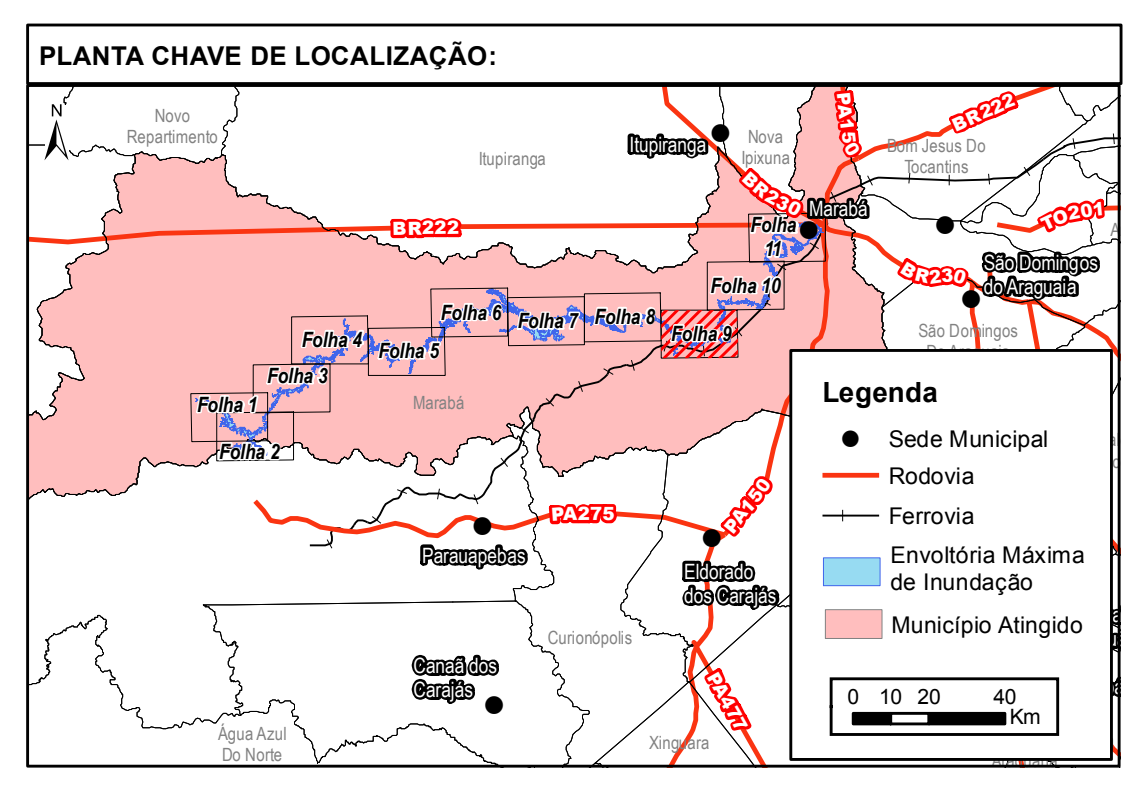 PLANTA CHAVE DE LOCALIZAÇÃO:
N
Novo
Repartimento
Itupiranga
Itupiranga
Nova
Ipixuna
PA150
BR222
Bom Jesus Do
Tocantins
BR230
Marabá
TO201
BR222
Folha
11
BR230
São Domingos
do Araguaia
Folha 10
Folha 6
Folha 7
Folha 8
Folha 9
São Domingos
Do Araguaia
Folha 4
Folha 5
Folha 3
Marabá
Folha 1
Folha 2
PA275
PA150
Parauapebas
Eldorado
dos Carajás
Curionópolis
Canaã dos
Carajás
PA477
Água Azul
Do Norte
Xinguara
Legenda
Sede Municipal
Rodovia
Ferrovia
Envoltória Máxima
de Inundação
Município Atingido
0 10 20 40
Km